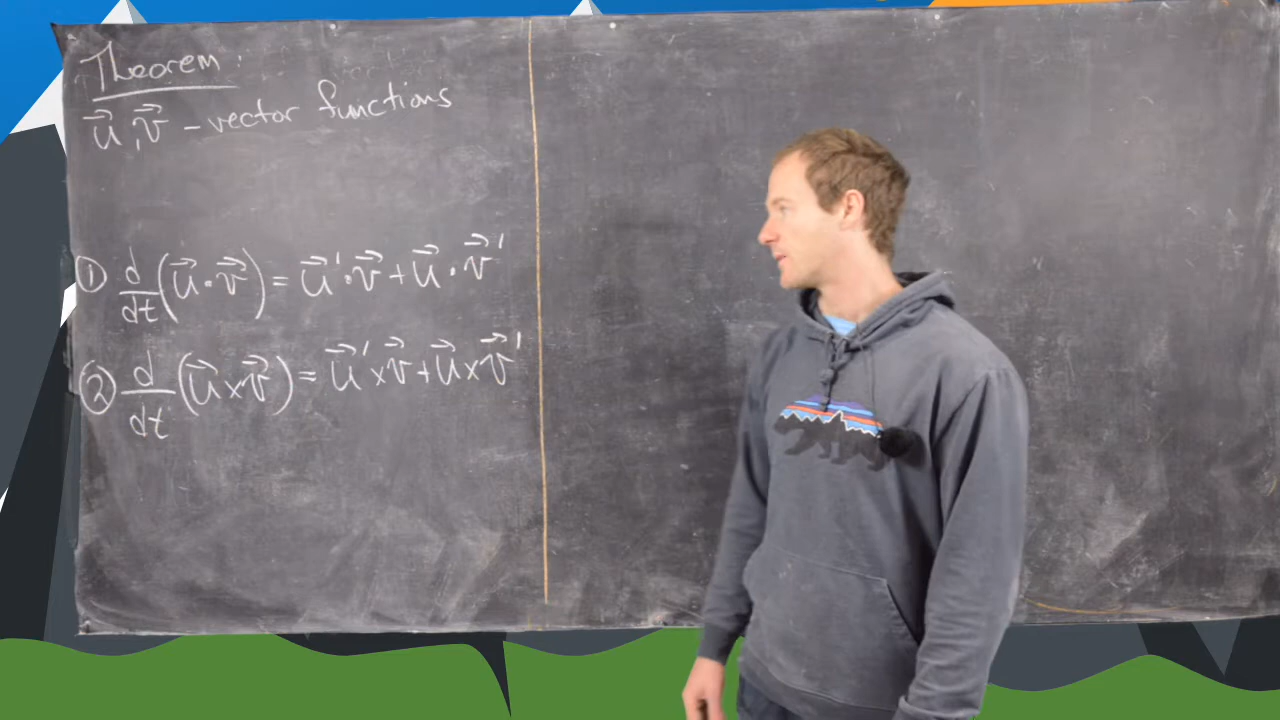 Theorem:
u⃗, v⃗ – vector functions
① d/dt (u⃗ · v⃗) = u⃗' · v⃗ + u⃗ · v⃗'
② d/dt (u⃗ × v⃗) = u⃗' × v⃗ + u⃗ × v⃗'